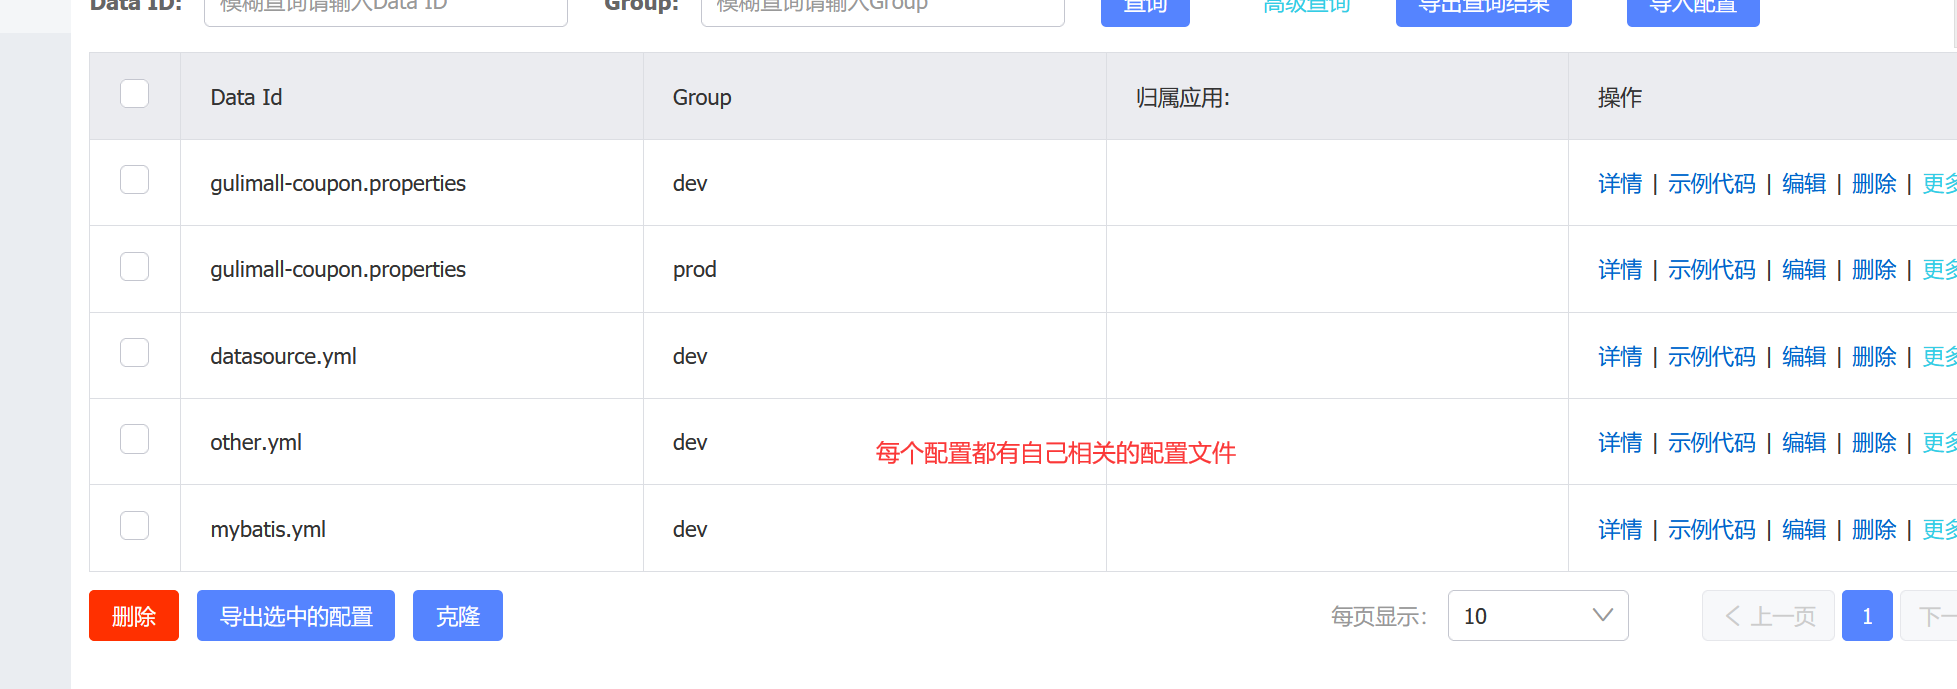 Data ID: 模糊查询请输入Data ID Group: 模糊查询请输入Group 查询 高级查询 导出查询结果 导入配置
Data Id Group 归属应用: 操作
gulimall-coupon.properties dev 详情 | 示例代码 | 编辑 | 删除 | 更多
gulimall-coupon.properties prod 详情 | 示例代码 | 编辑 | 删除 | 更多
datasource.yml dev 详情 | 示例代码 | 编辑 | 删除 | 更多
other.yml dev 详情 | 示例代码 | 编辑 | 删除 | 更多
每个配置都有自己相关的配置文件
mybatis.yml dev 详情 | 示例代码 | 编辑 | 删除 | 更多
删除 导出选中的配置 克隆 每页显示: 10 上一页 1 下一